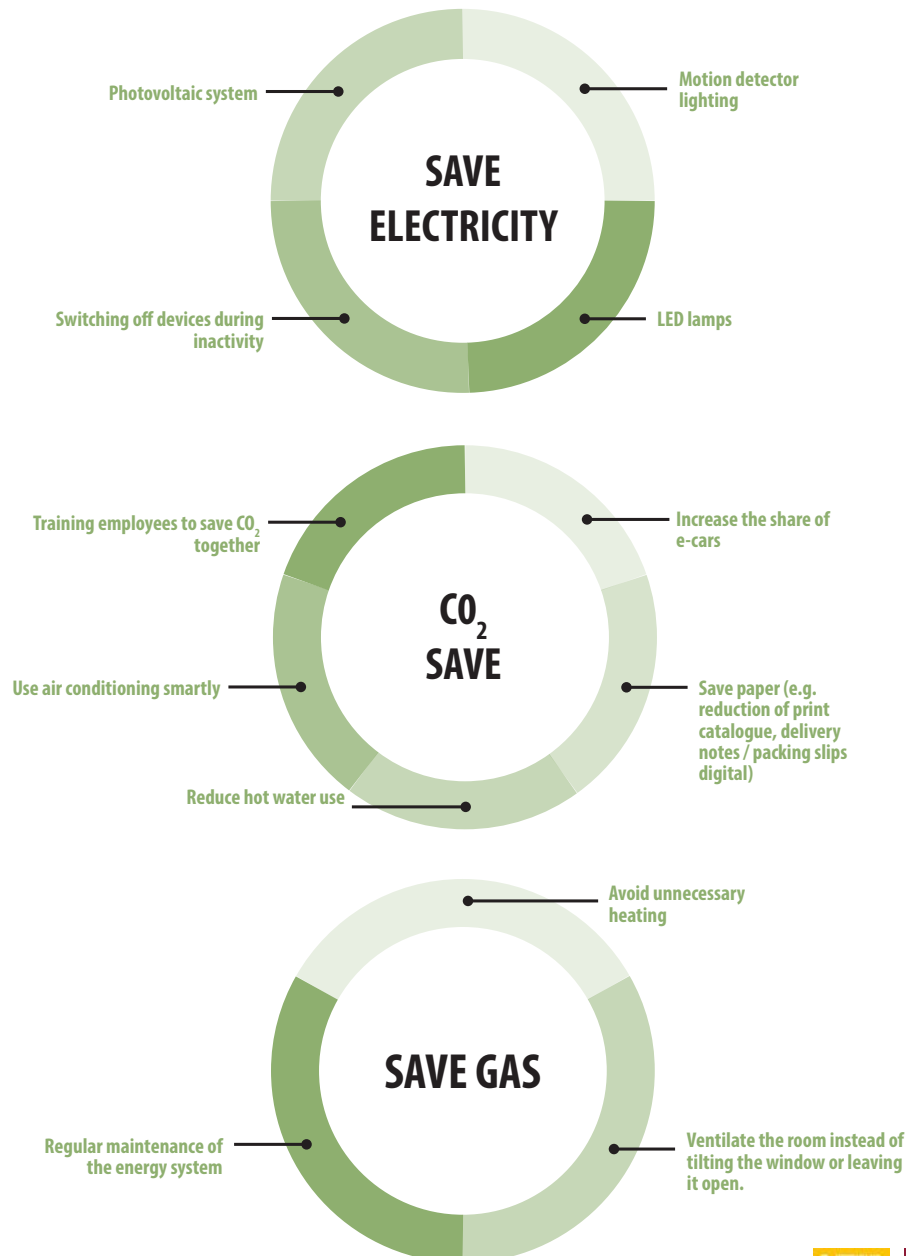 Photovoltaic system
Motion detector
lighting
SAVE
ELECTRICITY
Switching off devices during
inactivity
LED lamps
Training employees to save CO₂
together
Increase the share of
e-cars
CO₂
SAVE
Use air conditioning smartly
Save paper (e.g.
reduction of print
catalogue, delivery
notes / packing slips
digital)
Reduce hot water use
Avoid unnecessary
heating
SAVE GAS
Regular maintenance of
the energy system
Ventilate the room instead of
tilting the window or leaving
it open.